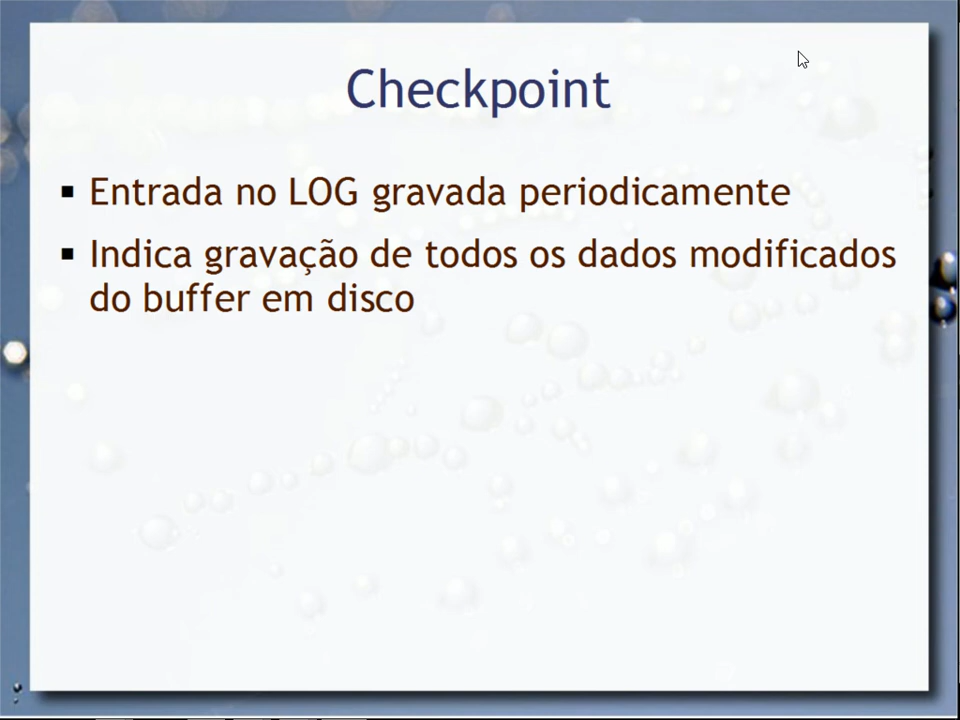 Checkpoint
▪ Entrada no LOG gravada periodicamente
▪ Indica gravação de todos os dados modificados
do buffer em disco